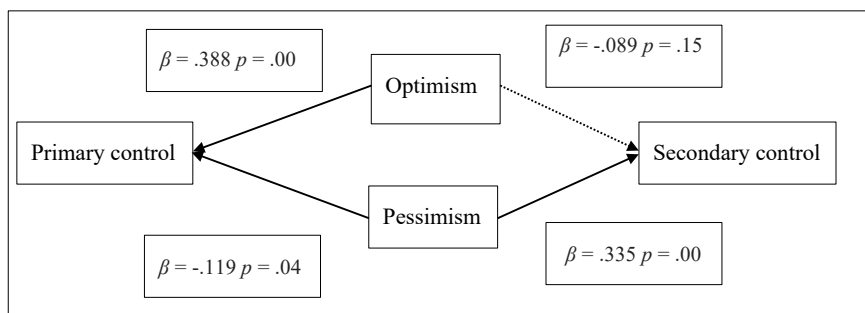 β = .388 p = .00
β = -.089 p = .15
Optimism
Primary control
Secondary control
Pessimism
β = -.119 p = .04
β = .335 p = .00